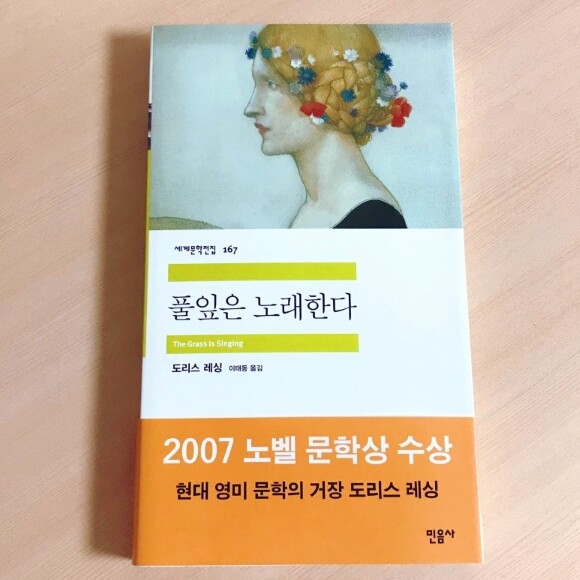 세계문학전집 167
풀잎은 노래한다
The Grass Is Singing
도리스 레싱 이태동 옮김
2007 노벨 문학상 수상
현대 영미 문학의 거장 도리스 레싱
민음사